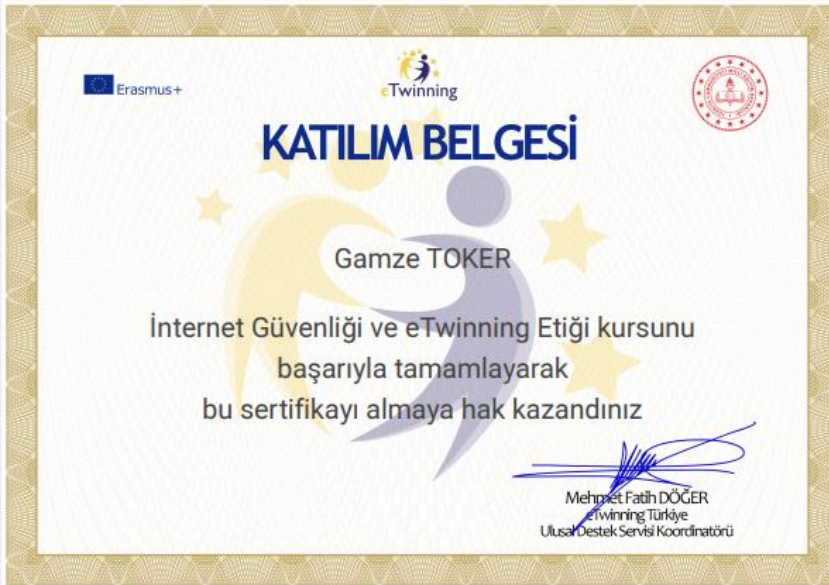 Erasmus+
eTwinning
KATILIM BELGESİ
Gamze TOKER
İnternet Güvenliği ve eTwinning Etiği kursunu
başarıyla tamamlayarak
bu sertifikayı almaya hak kazandınız
Mehmet Fatih DÖĞER
eTwinning Türkiye
Ulusal Destek Servisi Koordinatörü